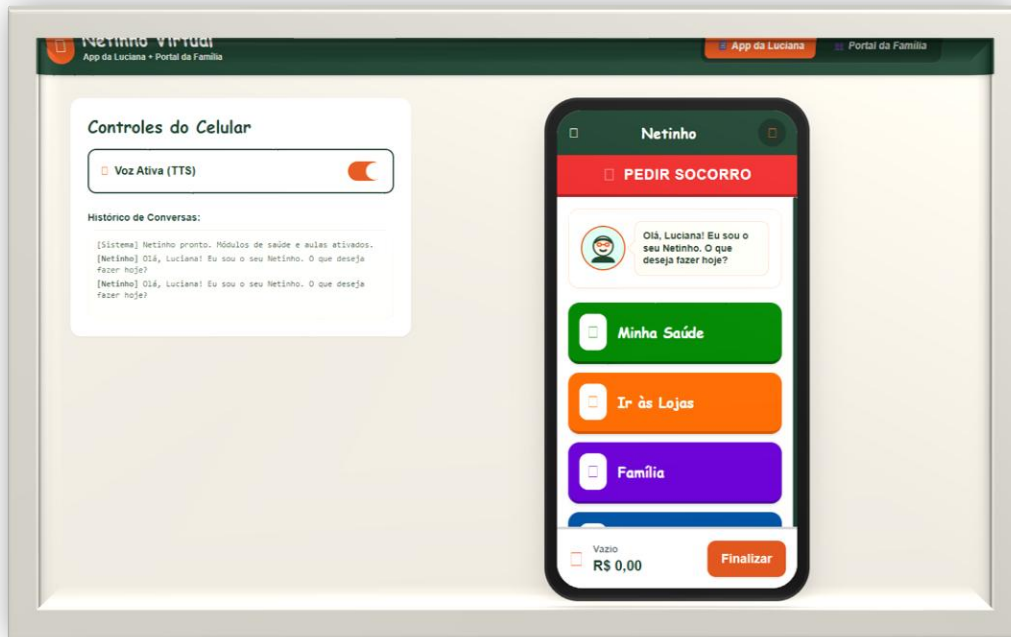 Netinho Virtual
App da Luciana + Portal da Família
App da Luciana
Portal da Família
Controles do Celular
Voz Ativa (TTS)
Histórico de Conversas:
[Sistema] Netinho pronto. Módulos de saúde e aulas ativados.
[Netinho] Olá, Luciana! Eu sou o seu Netinho. O que deseja
fazer hoje?
[Netinho] Olá, Luciana! Eu sou o seu Netinho. O que deseja
fazer hoje?
Netinho
PEDIR SOCORRO
Olá, Luciana! Eu sou o
seu Netinho. O que
deseja fazer hoje?
Minha Saúde
Ir às Lojas
Família
Vazio
R$ 0,00
Finalizar